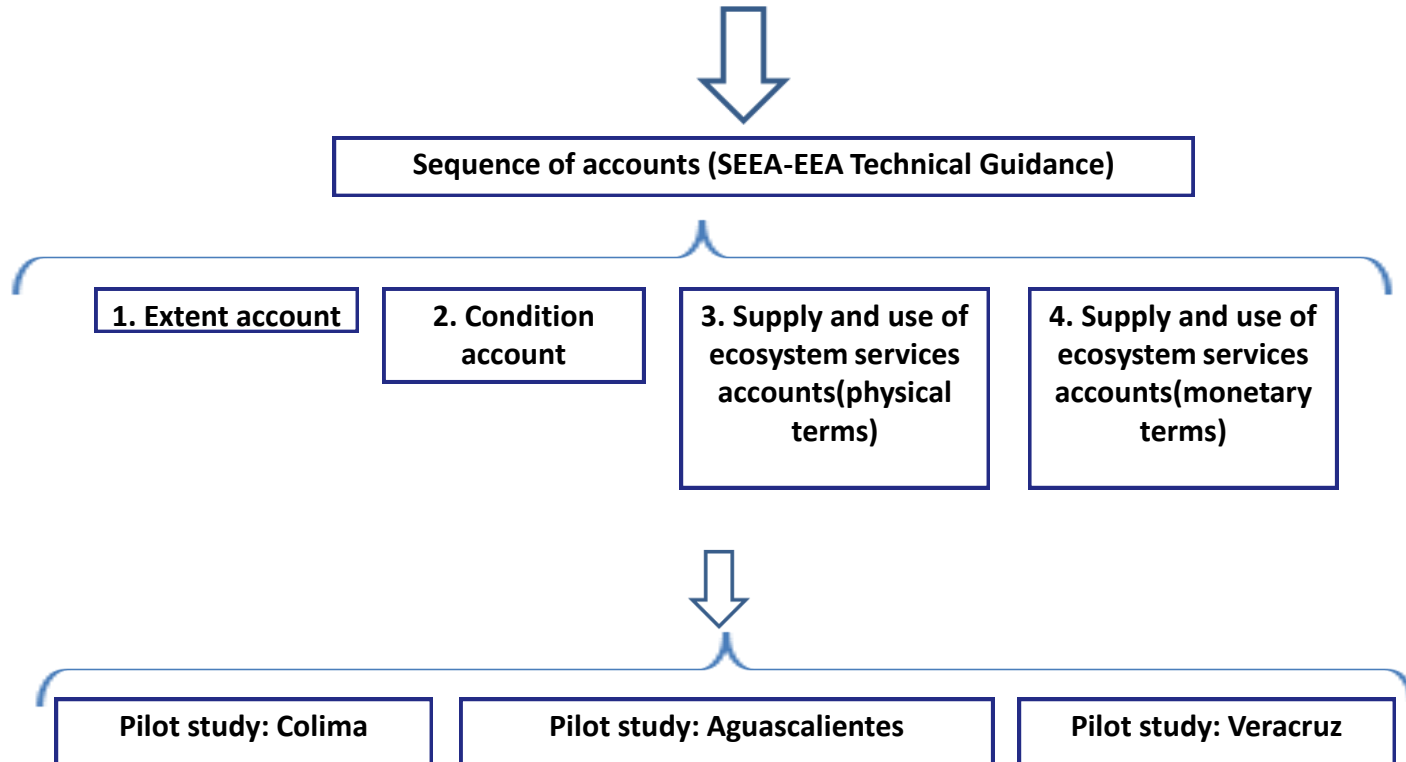 Sequence of accounts (SEEA-EEA Technical Guidance)
1. Extent account
2. Condition
account
3. Supply and use of
ecosystem services
accounts(physical
terms)
4. Supply and use of
ecosystem services
accounts(monetary
terms)
Pilot study: Colima
Pilot study: Aguascalientes
Pilot study: Veracruz